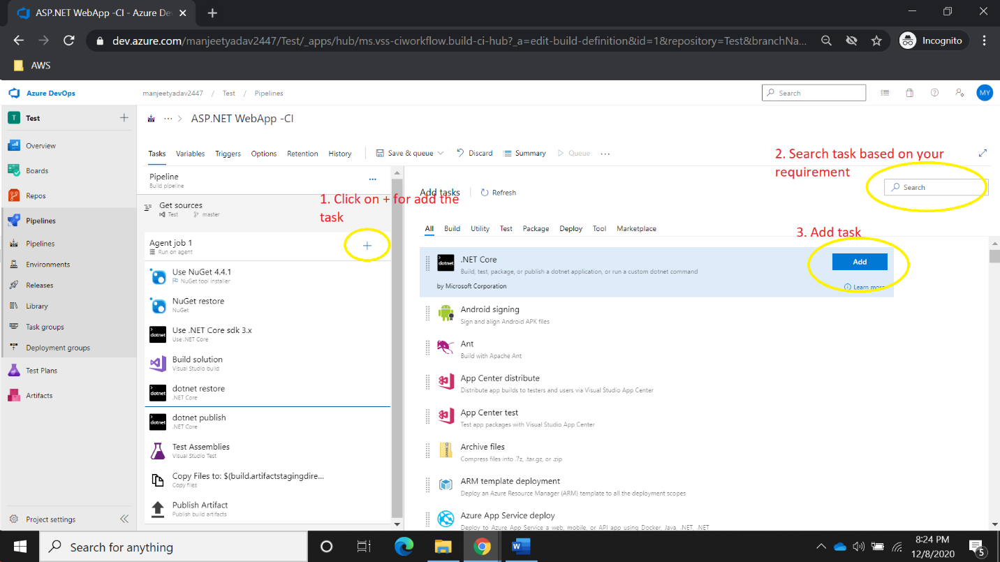 ASP.NET WebApp -CI - Azure De
dev.azure.com/manjeetyadav2447/Test/_apps/hub/ms.vss-ciworkflow.build-ci-hub?_a=edit-build-definition&id=1&repository=Test&branchNa...
Incognito
AWS
Azure DevOps
manjeetyadav2447 / Test / Pipelines
Search
MY
T Test
ASP.NET WebApp -CI
Overview
Boards
Repos
Pipelines
Pipelines
Environments
Releases
Library
Task groups
Deployment groups
Test Plans
Artifacts
Project settings
Tasks Variables Triggers Options Retention History
Save & queue Discard Summary Queue ...
Pipeline
Build pipeline
...
Get sources
Test master
Agent job 1
Run on agent
+
Use NuGet 4.4.1
NuGet tool installer
NuGet restore
NuGet
Use .NET Core sdk 3.x
dotnet
Use .NET Core
Build solution
Visual Studio build
dotnet restore
dotnet
.NET Core
dotnet publish
dotnet
.NET Core
Test Assemblies
Visual Studio Test
Copy Files to: $(build.artifactstagingdire...
Copy files
Publish Artifact
Publish build artifacts
1. Click on + for add the
task
2. Search task based on your
requirement
3. Add task
Add tasks Refresh
Search
All Build Utility Test Package Deploy Tool Marketplace
.NET Core
dotnet
Build, test, package, or publish a dotnet application, or run a custom dotnet command
by Microsoft Corporation
Add
Learn more
Android signing
Sign and align Android APK files
Ant
Build with Apache Ant
App Center distribute
Distribute app builds to testers and users via Visual Studio App Center
App Center test
Test app packages with Visual Studio App Center
Archive files
Compress files into .7z, .tar.gz, or .zip
ARM template deployment
Deploy an Azure Resource Manager (ARM) template to all the deployment scopes
Azure App Service deploy
Deploy to Azure App Service a web, mobile, or API app using Docker, Java, .NET, .NET
Search for anything
8:24 PM
12/8/2020
5